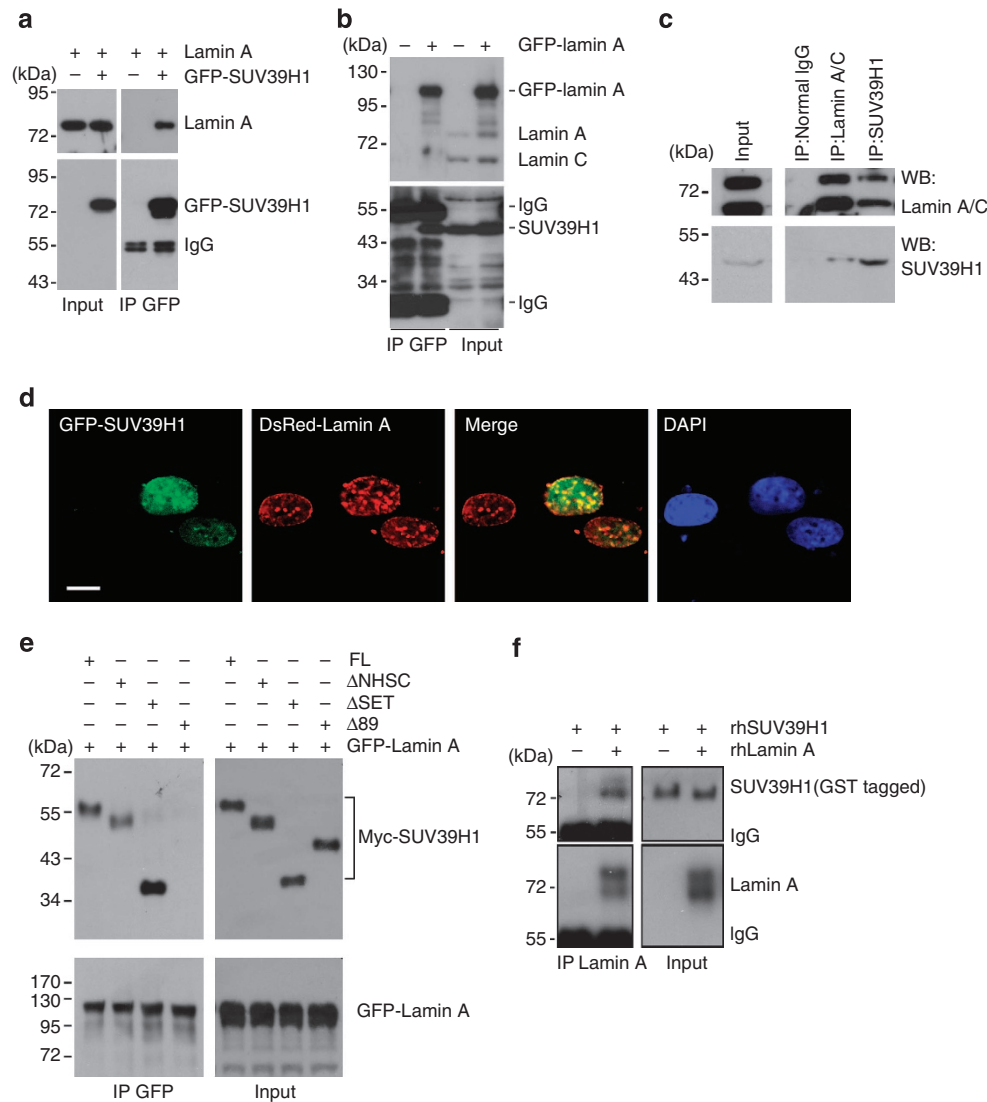 a
+ + + + Lamin A
(kDa) – + – + GFP-SUV39H1
95
72
Lamin A
95
72
55
43
GFP-SUV39H1
IgG
Input IP GFP
b
(kDa) – + – + GFP-lamin A
130
95
72
GFP-lamin A
Lamin A
Lamin C
55
43
34
IgG
SUV39H1
IgG
IP GFP Input
c
(kDa) Input IP:Normal IgG IP:Lamin A/C IP:SUV39H1
72
WB:
Lamin A/C
55
43
WB:
SUV39H1
d
GFP-SUV39H1 DsRed-Lamin A Merge DAPI
e
+ – – – + – – – FL
– + – – – + – – ΔNHSC
– – + – – – + – ΔSET
– – – + – – – + Δ89
(kDa) + + + + + + + + GFP-Lamin A
72
55
43
34
Myc-SUV39H1
170
130
95
72
GFP-Lamin A
IP GFP Input
f
+ + + + rhSUV39H1
(kDa) – + – + rhLamin A
72
55
SUV39H1(GST tagged)
IgG
72
55
Lamin A
IgG
IP Lamin A Input